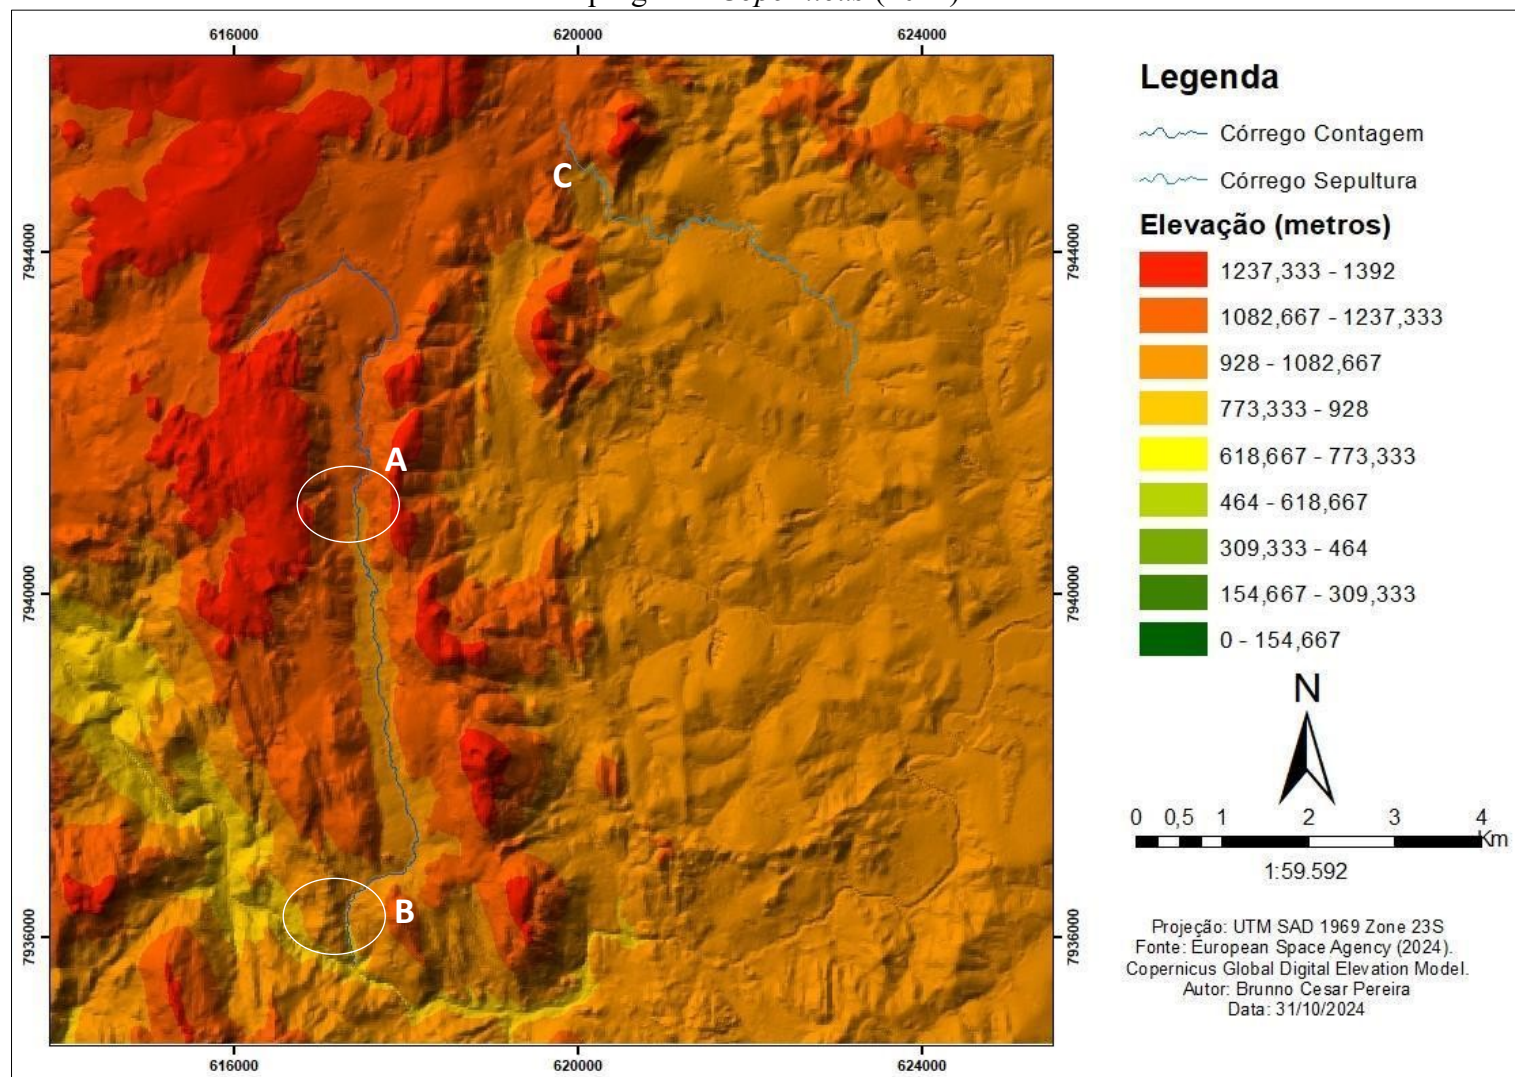 616000
620000
624000
7944000
7944000
7940000
7940000
7936000
7936000
C
A
B
616000
620000
624000
Legenda
Córrego Contagem
Córrego Sepultura
Elevação (metros)
1237,333 - 1392
1082,667 - 1237,333
928 - 1082,667
773,333 - 928
618,667 - 773,333
464 - 618,667
309,333 - 464
154,667 - 309,333
0 - 154,667
N
0 0,5 1 2 3 4
Km
1:59.592
Projeção: UTM SAD 1969 Zone 23S
Fonte: European Space Agency (2024).
Copernicus Global Digital Elevation Model.
Autor: Brunno Cesar Pereira
Data: 31/10/2024